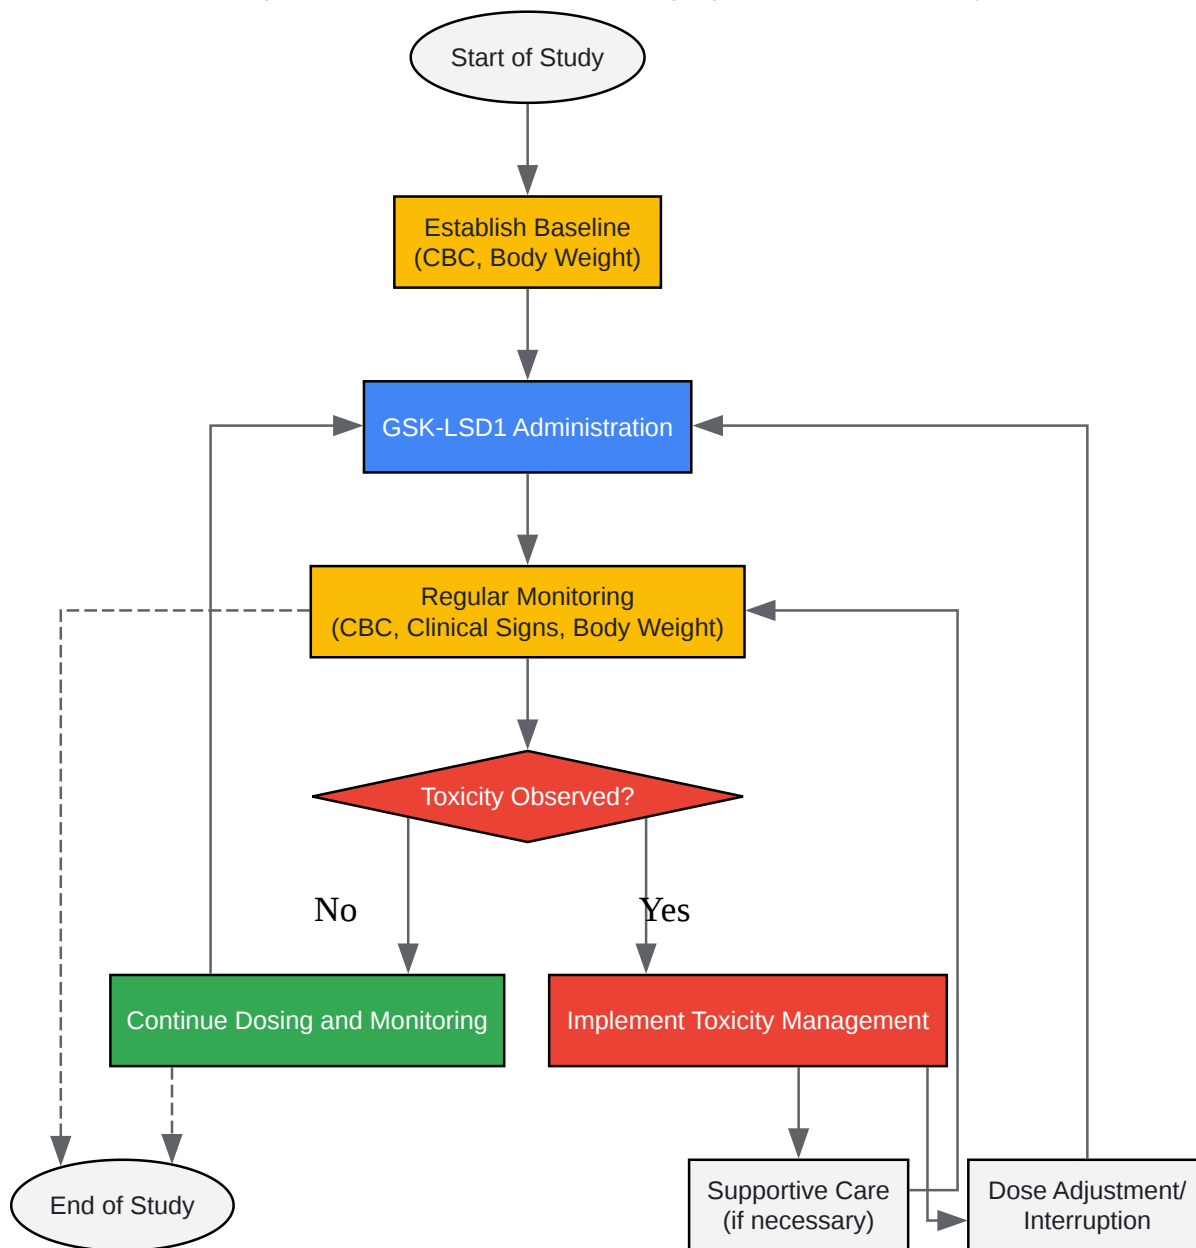 Start of Study
Establish Baseline
(CBC, Body Weight)
GSK-LSD1 Administration
Regular Monitoring
(CBC, Clinical Signs, Body Weight)
Toxicity Observed?
No
Yes
Continue Dosing and Monitoring
Implement Toxicity Management
End of Study
Supportive Care
(if necessary)
Dose Adjustment/
Interruption